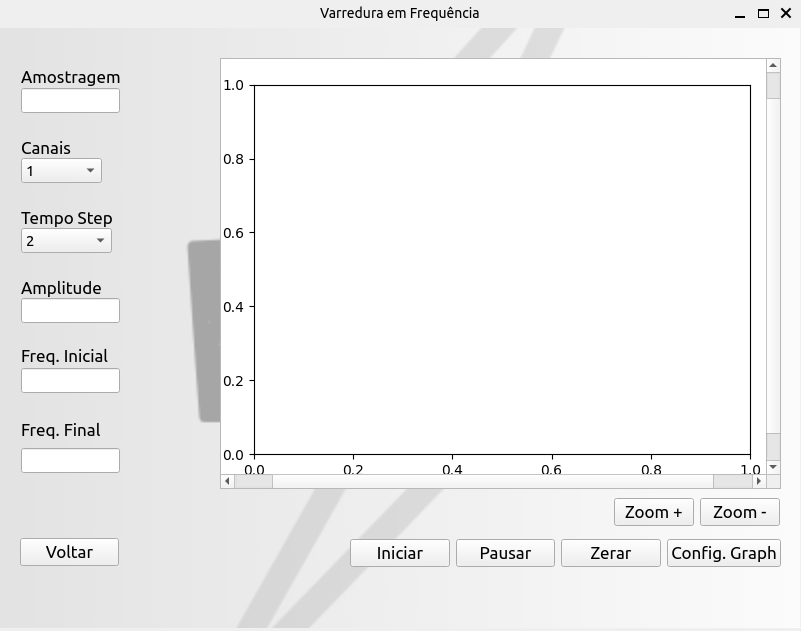 Varredura em Frequência
Amostragem
Canais
1
Tempo Step
2
Amplitude
Freq. Inicial
Freq. Final
1.0
0.8
0.6
0.4
0.2
0.0
0.0 0.2 0.4 0.6 0.8 1.0
Zoom + Zoom -
Voltar Iniciar Pausar Zerar Config. Graph